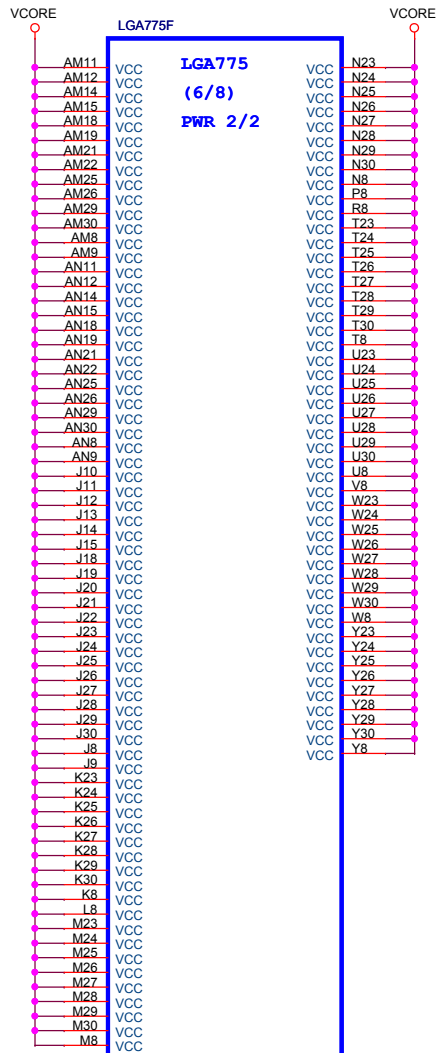 VCORE VCORE
LGA775F
LGA775
(6/8)
PWR 2/2
AM11 VCC VCC N23
AM12 VCC VCC N24
AM14 VCC VCC N25
AM15 VCC VCC N26
AM18 VCC VCC N27
AM19 VCC VCC N28
AM21 VCC VCC N29
AM22 VCC VCC N30
AM25 VCC VCC N8
AM26 VCC VCC P8
AM29 VCC VCC R8
AM30 VCC VCC T23
AM8 VCC VCC T24
AM9 VCC VCC T25
AN11 VCC VCC T26
AN12 VCC VCC T27
AN14 VCC VCC T28
AN15 VCC VCC T29
AN18 VCC VCC T30
AN19 VCC VCC T8
AN21 VCC VCC U23
AN22 VCC VCC U24
AN25 VCC VCC U25
AN26 VCC VCC U26
AN29 VCC VCC U27
AN30 VCC VCC U28
AN8 VCC VCC U29
AN9 VCC VCC U30
J10 VCC VCC U8
J11 VCC VCC V8
J12 VCC VCC W23
J13 VCC VCC W24
J14 VCC VCC W25
J15 VCC VCC W26
J18 VCC VCC W27
J19 VCC VCC W28
J20 VCC VCC W29
J21 VCC VCC W30
J22 VCC VCC W8
J23 VCC VCC Y23
J24 VCC VCC Y24
J25 VCC VCC Y25
J26 VCC VCC Y26
J27 VCC VCC Y27
J28 VCC VCC Y28
J29 VCC VCC Y29
J30 VCC VCC Y30
J8 VCC VCC Y8
J9 VCC
K23 VCC
K24 VCC
K25 VCC
K26 VCC
K27 VCC
K28 VCC
K29 VCC
K30 VCC
K8 VCC
L8 VCC
M23 VCC
M24 VCC
M25 VCC
M26 VCC
M27 VCC
M28 VCC
M29 VCC
M30 VCC
M8 VCC